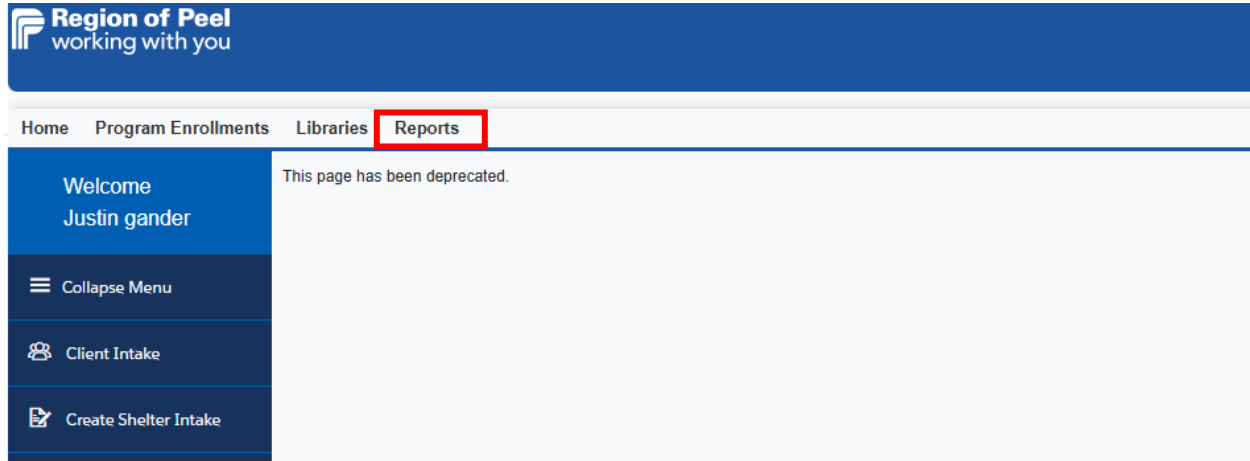 Region of Peel
working with you
Home Program Enrollments Libraries Reports
Welcome
Justin gander
This page has been deprecated.
Collapse Menu
Client Intake
Create Shelter Intake